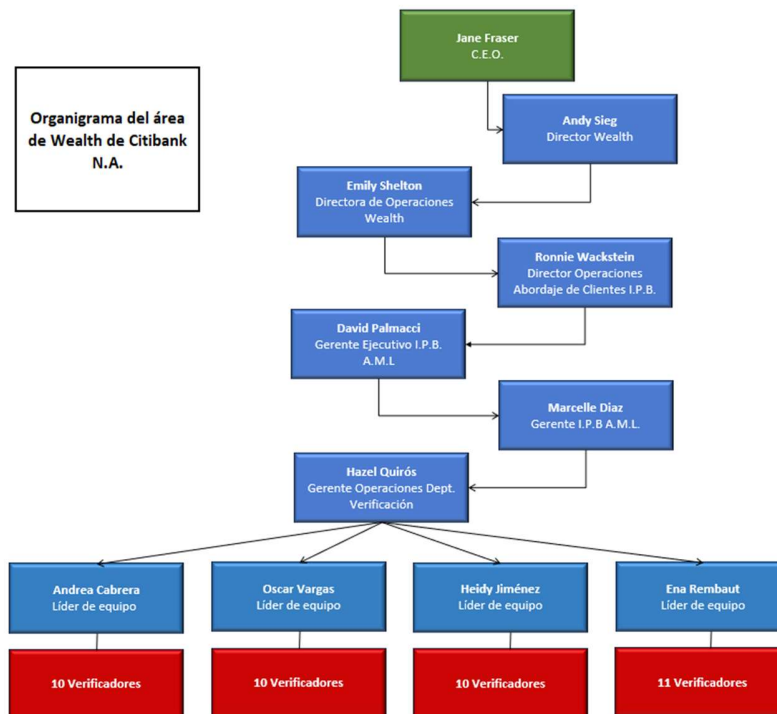 Jane Fraser
C.E.O.
Organigrama del área
de Wealth de Citibank
N.A.
Andy Sieg
Director Wealth
Emily Shelton
Directora de Operaciones
Wealth
Ronnie Wackstein
Director Operaciones
Abordaje de Clientes I.P.B.
David Palmacci
Gerente Ejecutivo I.P.B.
A.M.L
Marcelle Diaz
Gerente I.P.B A.M.L.
Hazel Quirós
Gerente Operaciones Dept.
Verificación
Andrea Cabrera
Líder de equipo
Oscar Vargas
Líder de equipo
Heidy Jiménez
Líder de equipo
Ena Rembaut
Líder de equipo
10 Verificadores
10 Verificadores
10 Verificadores
11 Verificadores